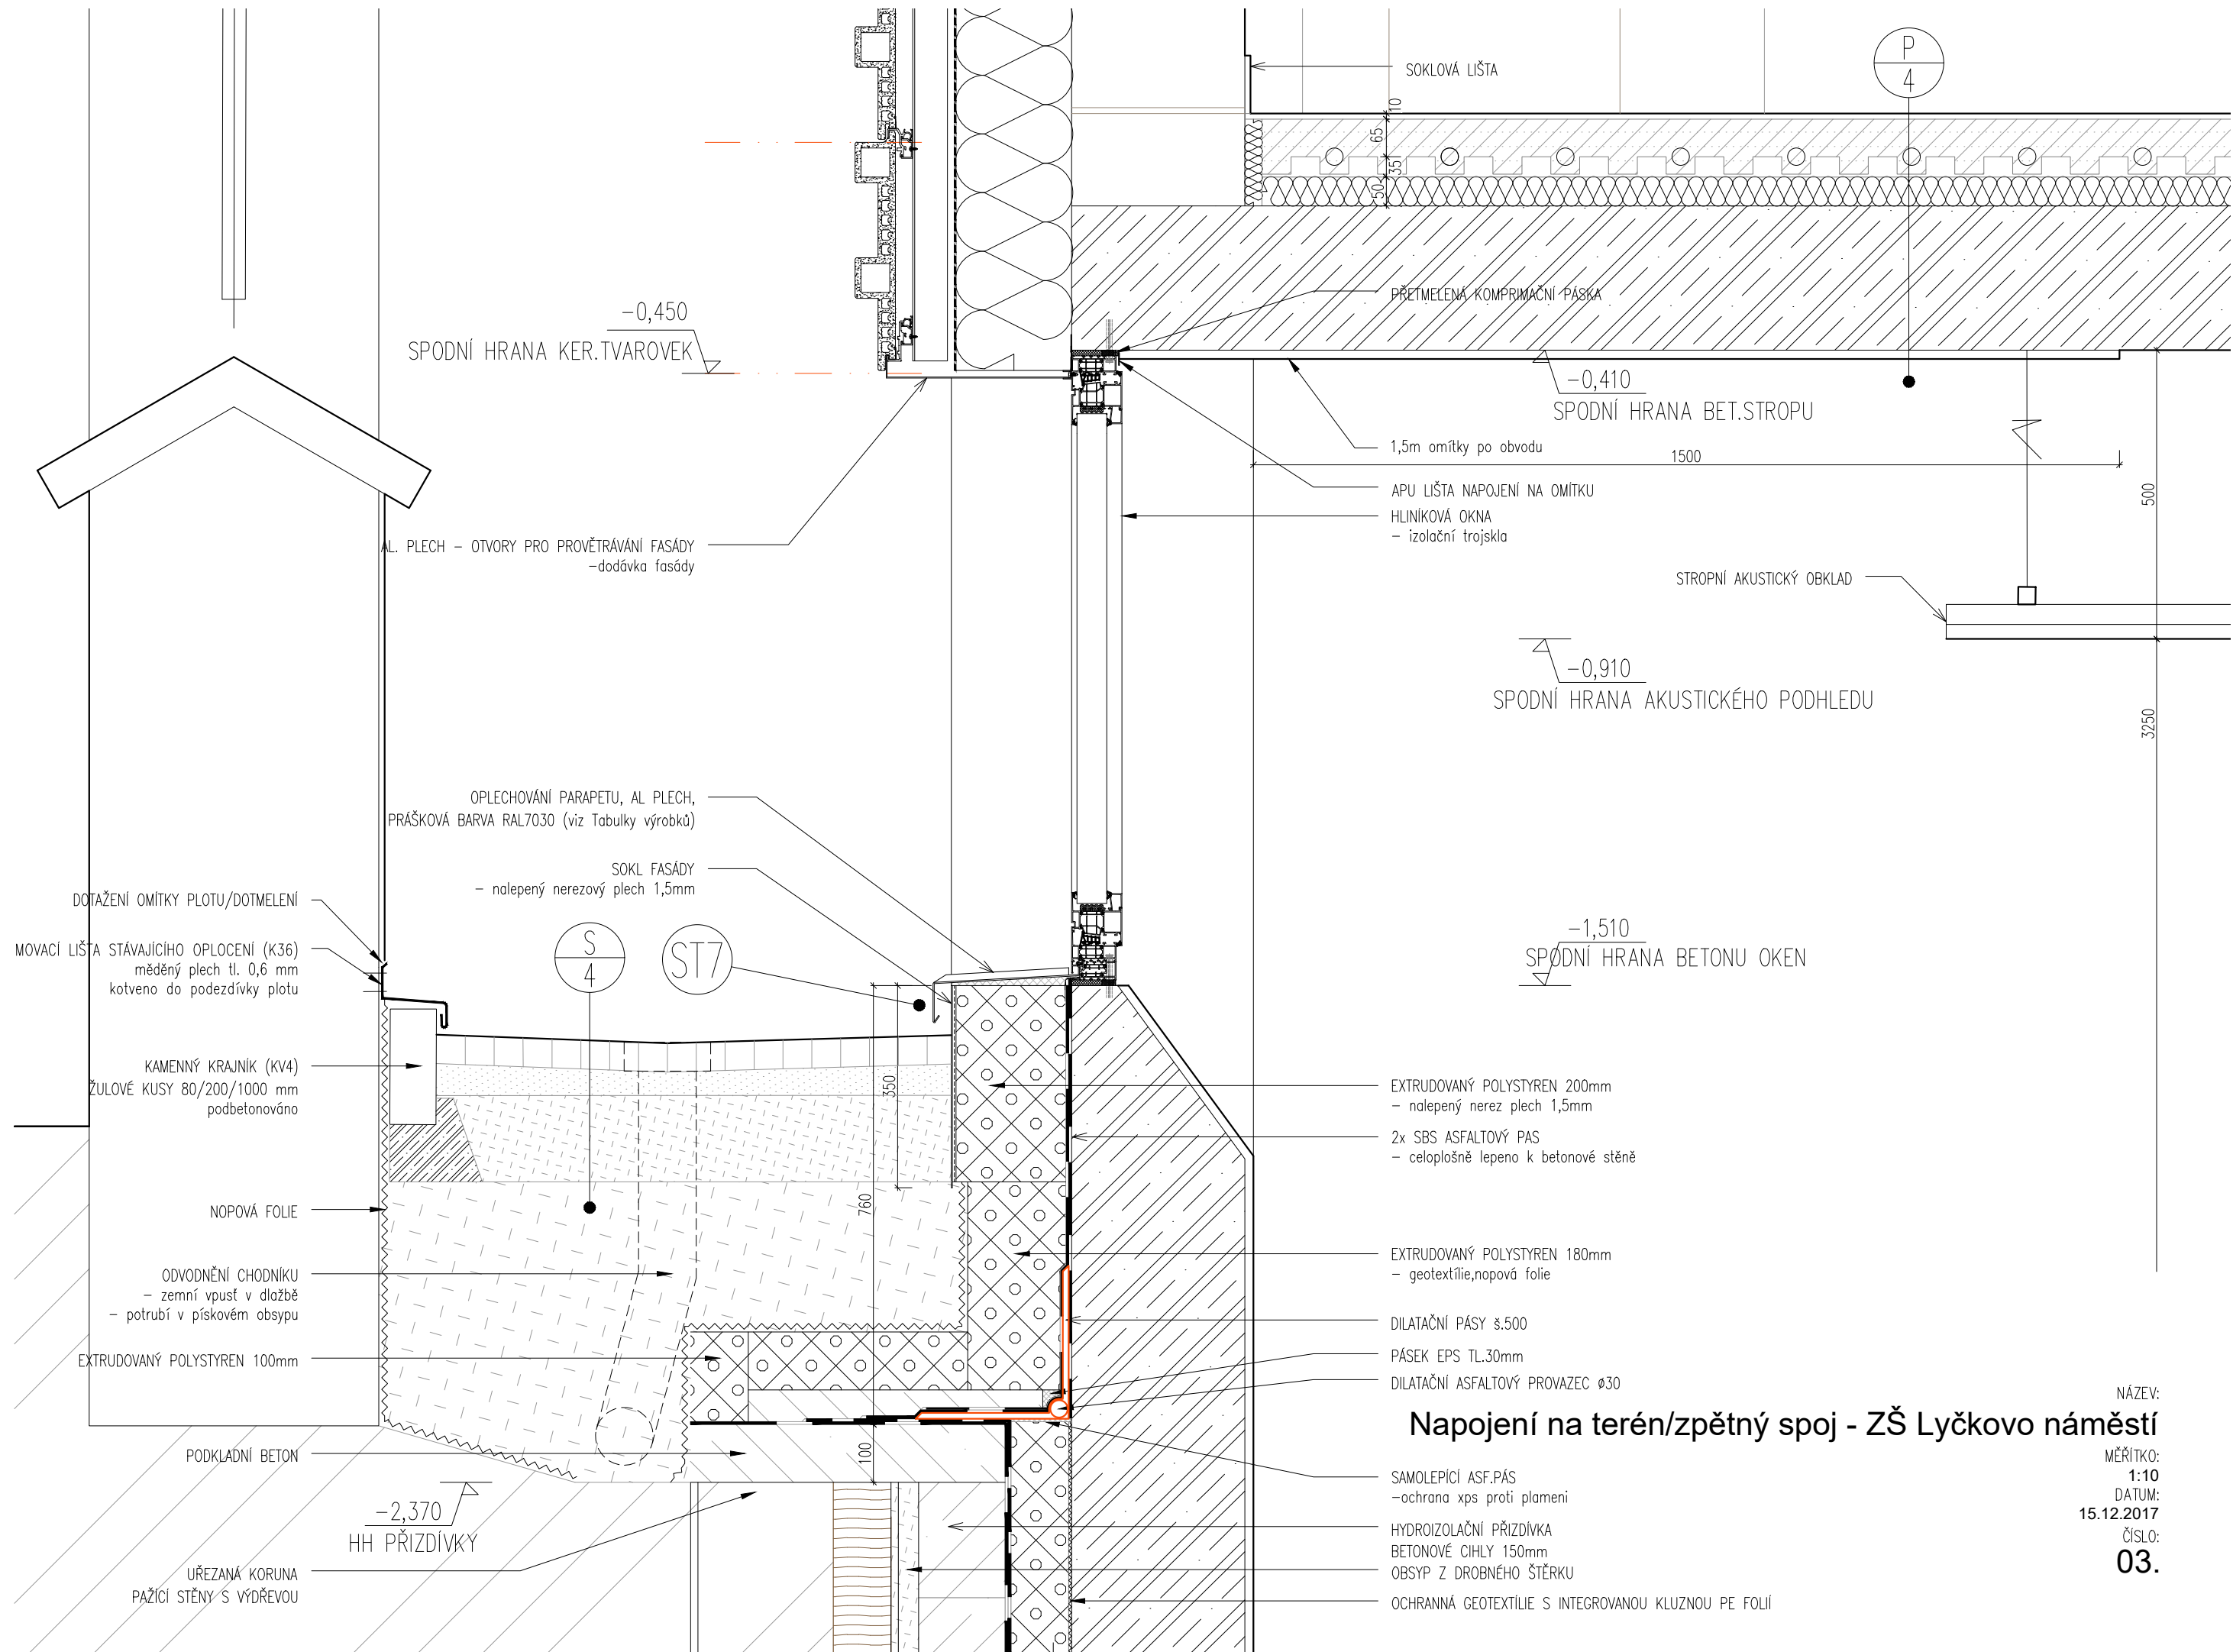 SOKLOVÁ LIŠTA
P
4
10
65
35
50
PŘETMELENÁ KOMPRIMAČNÍ PÁSKA
-0,450
SPODNÍ HRANA KER.TVAROVEK
-0,410
SPODNÍ HRANA BET.STROPU
1,5m omítky po obvodu
1500
500
APU LIŠTA NAPOJENÍ NA OMÍTKU
HLINÍKOVÁ OKNA
– izolační trojskla
AL. PLECH – OTVORY PRO PROVĚTRÁVÁNÍ FASÁDY
-dodávka fasády
STROPNÍ AKUSTICKÝ OBKLAD
-0,910
SPODNÍ HRANA AKUSTICKÉHO PODHLEDU
3250
OPLECHOVÁNÍ PARAPETU, AL PLECH,
PRÁŠKOVÁ BARVA RAL7030 (viz Tabulky výrobků)
SOKL FASÁDY
– nalepený nerezový plech 1,5mm
DOTAŽENÍ OMÍTKY PLOTU/DOTMELENÍ
MOVACÍ LIŠTA STÁVAJÍCÍHO OPLOCENÍ (K36)
měděný plech tl. 0,6 mm
kotveno do podezdívky plotu
S
4
ST7
-1,510
SPODNÍ HRANA BETONU OKEN
KAMENNÝ KRAJNÍK (KV4)
ŽULOVÉ KUSY 80/200/1000 mm
podbetonováno
350
760
EXTRUDOVANÝ POLYSTYREN 200mm
– nalepený nerez plech 1,5mm
2x SBS ASFALTOVÝ PAS
– celoplošně lepeno k betonové stěně
NOPOVÁ FOLIE
EXTRUDOVANÝ POLYSTYREN 180mm
– geotextílie,nopová folie
ODVODNĚNÍ CHODNÍKU
– zemní vpusť v dlažbě
– potrubí v pískovém obsypu
DILATAČNÍ PÁSY š.500
EXTRUDOVANÝ POLYSTYREN 100mm
PÁSEK EPS TL.30mm
DILATAČNÍ ASFALTOVÝ PROVAZEC ø30
NÁZEV:
Napojení na terén/zpětný spoj - ZŠ Lyčkovo náměstí
MĚŘÍTKO:
1:10
DATUM:
15.12.2017
ČÍSLO:
03.
PODKLADNÍ BETON
100
SAMOLEPÍCÍ ASF.PÁS
-ochrana xps proti plameni
-2,370
HH PŘIZDÍVKY
HYDROIZOLAČNÍ PŘIZDÍVKA
BETONOVÉ CIHLY 150mm
OBSYP Z DROBNÉHO ŠTĚRKU
UŘEZANÁ KORUNA
PAŽÍCÍ STĚNY S VÝDŘEVOU
OCHRANNÁ GEOTEXTÍLIE S INTEGROVANOU KLUZNOU PE FOLIÍ